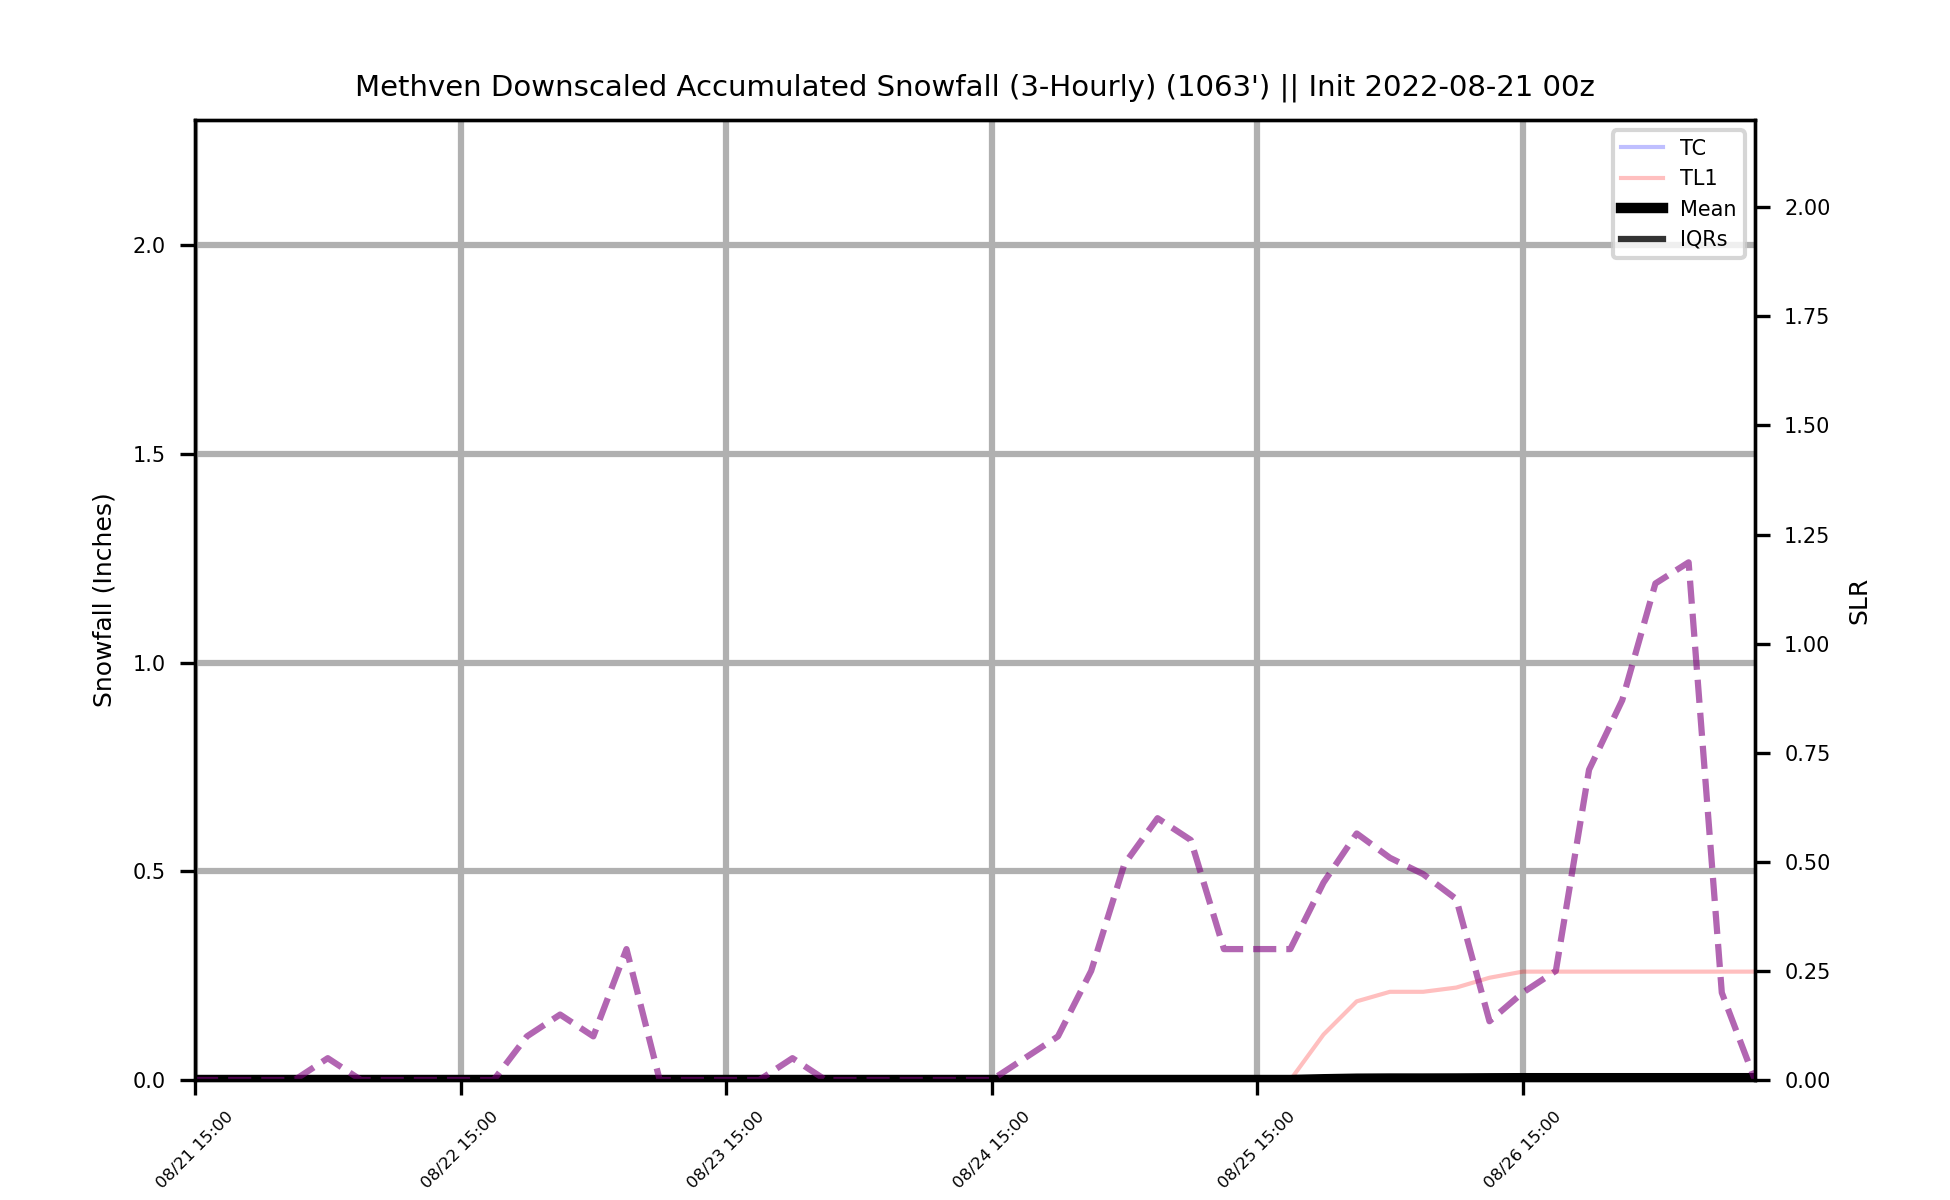 Methven Downscaled Accumulated Snowfall (3-Hourly) (1063') || Init 2022-08-21 00z
TC
TL1
Mean
IQRs
Snowfall (Inches)
2.0
1.5
1.0
0.5
0.0
2.00
1.75
1.50
1.25
1.00
0.75
0.50
0.25
0.00
SLR
08/21 15:00
08/22 15:00
08/23 15:00
08/24 15:00
08/25 15:00
08/26 15:00